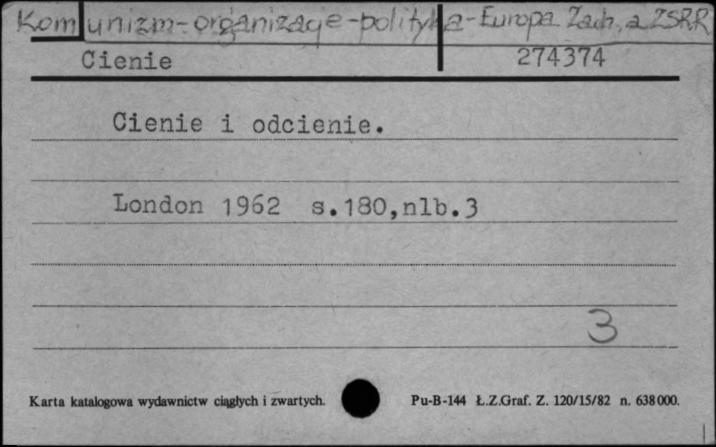 Komunizm-organizacje-polityka-Europa Zach, a ZSRR
Cienie 274374
Cienie i odcienie.
London 1962 s.180,nlb.3
3
Karta katalogowa wydawnictw ciągłych i zwartych. Pu-B-144 Ł.Z.Graf. Z. 120/15/82 n. 638000.